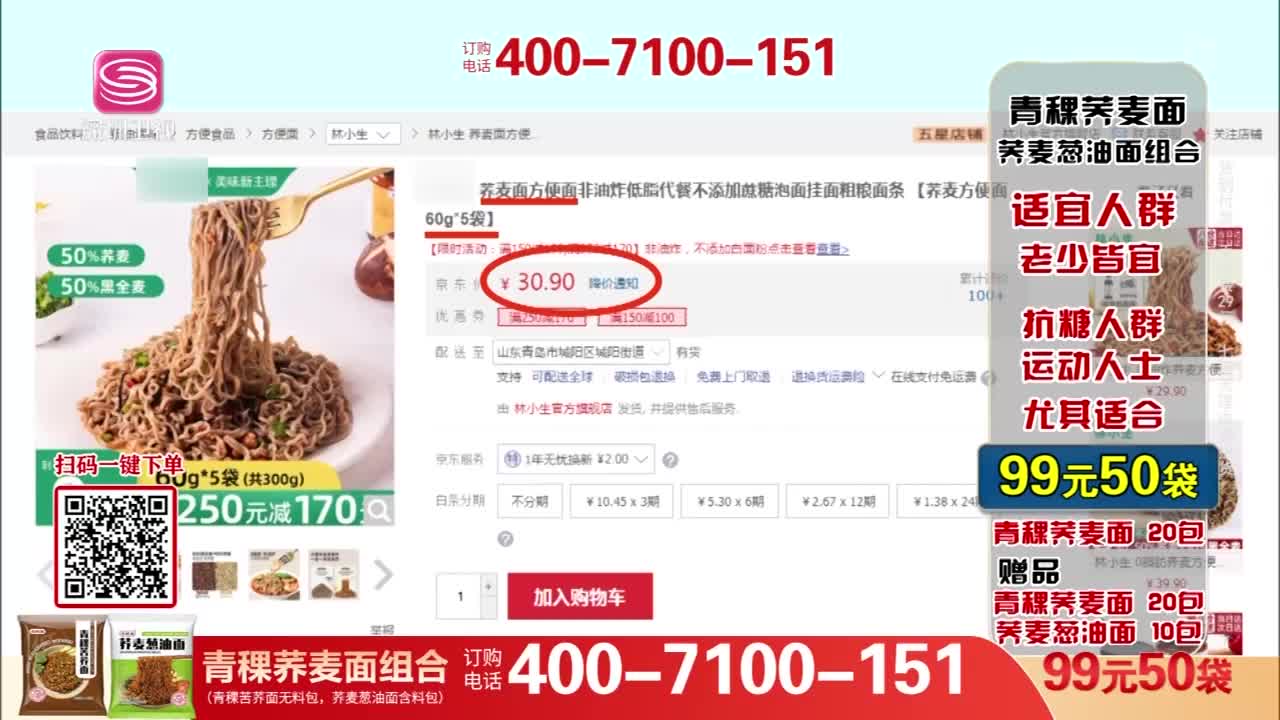 订购电话 400-7100-151
方便食品 > 方便面 > 林小生 > 林小生 荞麦面方便...
五星店铺
关注店铺
× 美味新主理
50%荞麦
50%黑全麦
60g*5袋 (共300g)
250元减170
扫码一键下单
荞麦面方便面非油炸低脂代餐不添加蔗糖泡面挂面粗粮面条 【荞麦方便面
60g*5袋】
非油炸，不添加白面粉点击查看查看>
京东价 ¥ 30.90 降价通知
累计评价
100+
优惠券 满250减170 满150减100
配送至 山东青岛市城阳区城阳街道 有货
支持 可配送全球 破损包退换 免费上门取退 退换货运费险 在线支付免运费
由 林小生官方旗舰店 发货, 并提供售后服务.
京东服务 1年无忧换新 ¥2.00
白条分期 不分期 ¥10.45 x 3期 ¥5.30 x 6期 ¥2.67 x 12期 ¥1.38 x 24期
1
+
加入购物车
举报
青稞荞麦面
荞麦葱油面组合
适宜人群
老少皆宜
抗糖人群
运动人士
尤其适合
99元50袋
青稞荞麦面 20包
赠品
青稞荞麦面 20包
荞麦葱油面 10包
99元50袋
¥29.90
¥39.90
青稞苦荞面
荞麦葱油面
青稞荞麦面组合
（青稞苦荞面无料包，荞麦葱油面含料包）
订购电话 400-7100-151